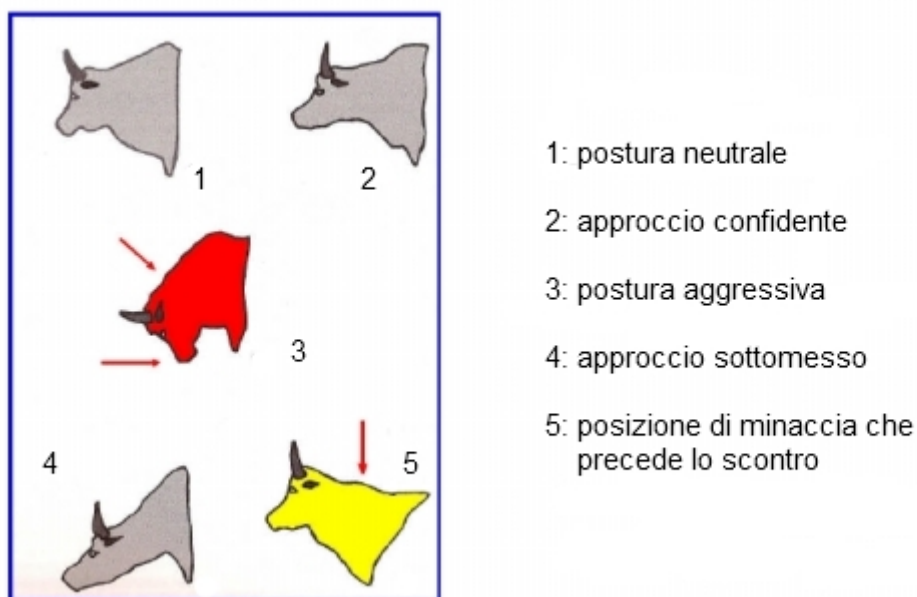 1
2
3
4
5
1: postura neutrale
2: approccio confidente
3: postura aggressiva
4: approccio sottomesso
5: posizione di minaccia che
precede lo scontro